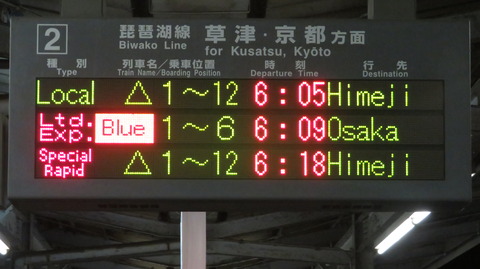 2 琵琶湖線 草津・京都方面
Biwako Line for Kusatsu, Kyōto
種別 列車名/乗車位置 時刻 行先
Type Train Name/Boarding Position Departure Time Destination
Local △ 1～12 6:05 Himeji
Ltd. Exp: Blue 1～6 6:09 Osaka
Special Rapid △ 1～12 6:18 Himeji